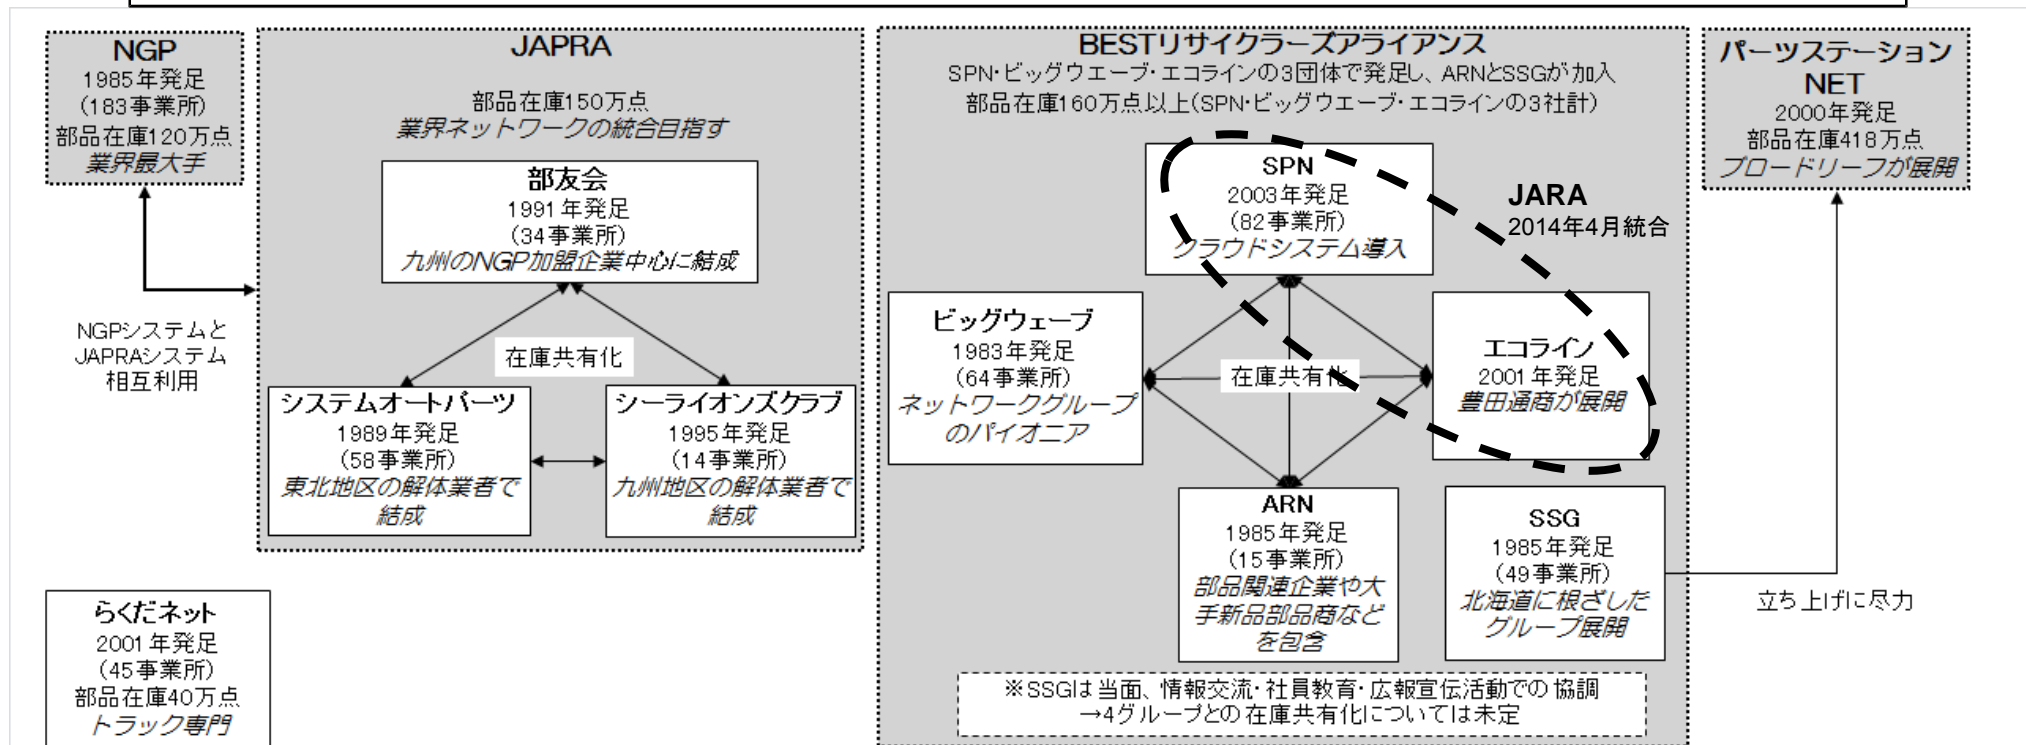 NGP
1985年発足
(183事業所)
部品在庫120万点
業界最大手
NGPシステムと
JAPRAシステム
相互利用
JAPRA
部品在庫150万点
業界ネットワークの統合目指す
部友会
1991年発足
(34事業所)
九州のNGP加盟企業中心に結成
在庫共有化
システムオートパーツ
1989年発足
(58事業所)
東北地区の解体業者で
結成
シーライオンズクラブ
1995年発足
(14事業所)
九州地区の解体業者で
結成
らくだネット
2001年発足
(45事業所)
部品在庫40万点
トラック専門
BESTリサイクラーズアライアンス
SPN・ビッグウエーブ・エコラインの3団体で発足し、ARNとSSGが加入
部品在庫160万点以上(SPN・ビッグウエーブ・エコラインの3社計)
SPN
2003年発足
(82事業所)
クラウドシステム導入
JARA
2014年4月統合
ビッグウェーブ
1983年発足
(64事業所)
ネットワークグループ
のパイオニア
在庫共有化
エコライン
2001年発足
豊田通商が展開
ARN
1985年発足
(15事業所)
部品関連企業や大
手新品部品商など
を包含
SSG
1985年発足
(49事業所)
北海道に根ざした
グループ展開
※SSGは当面、情報交流・社員教育・広報宣伝活動での協調
→4グループとの在庫共有化については未定
パーツステーション
NET
2000年発足
部品在庫418万点
ブロードリーフが展開
立ち上げに尽力